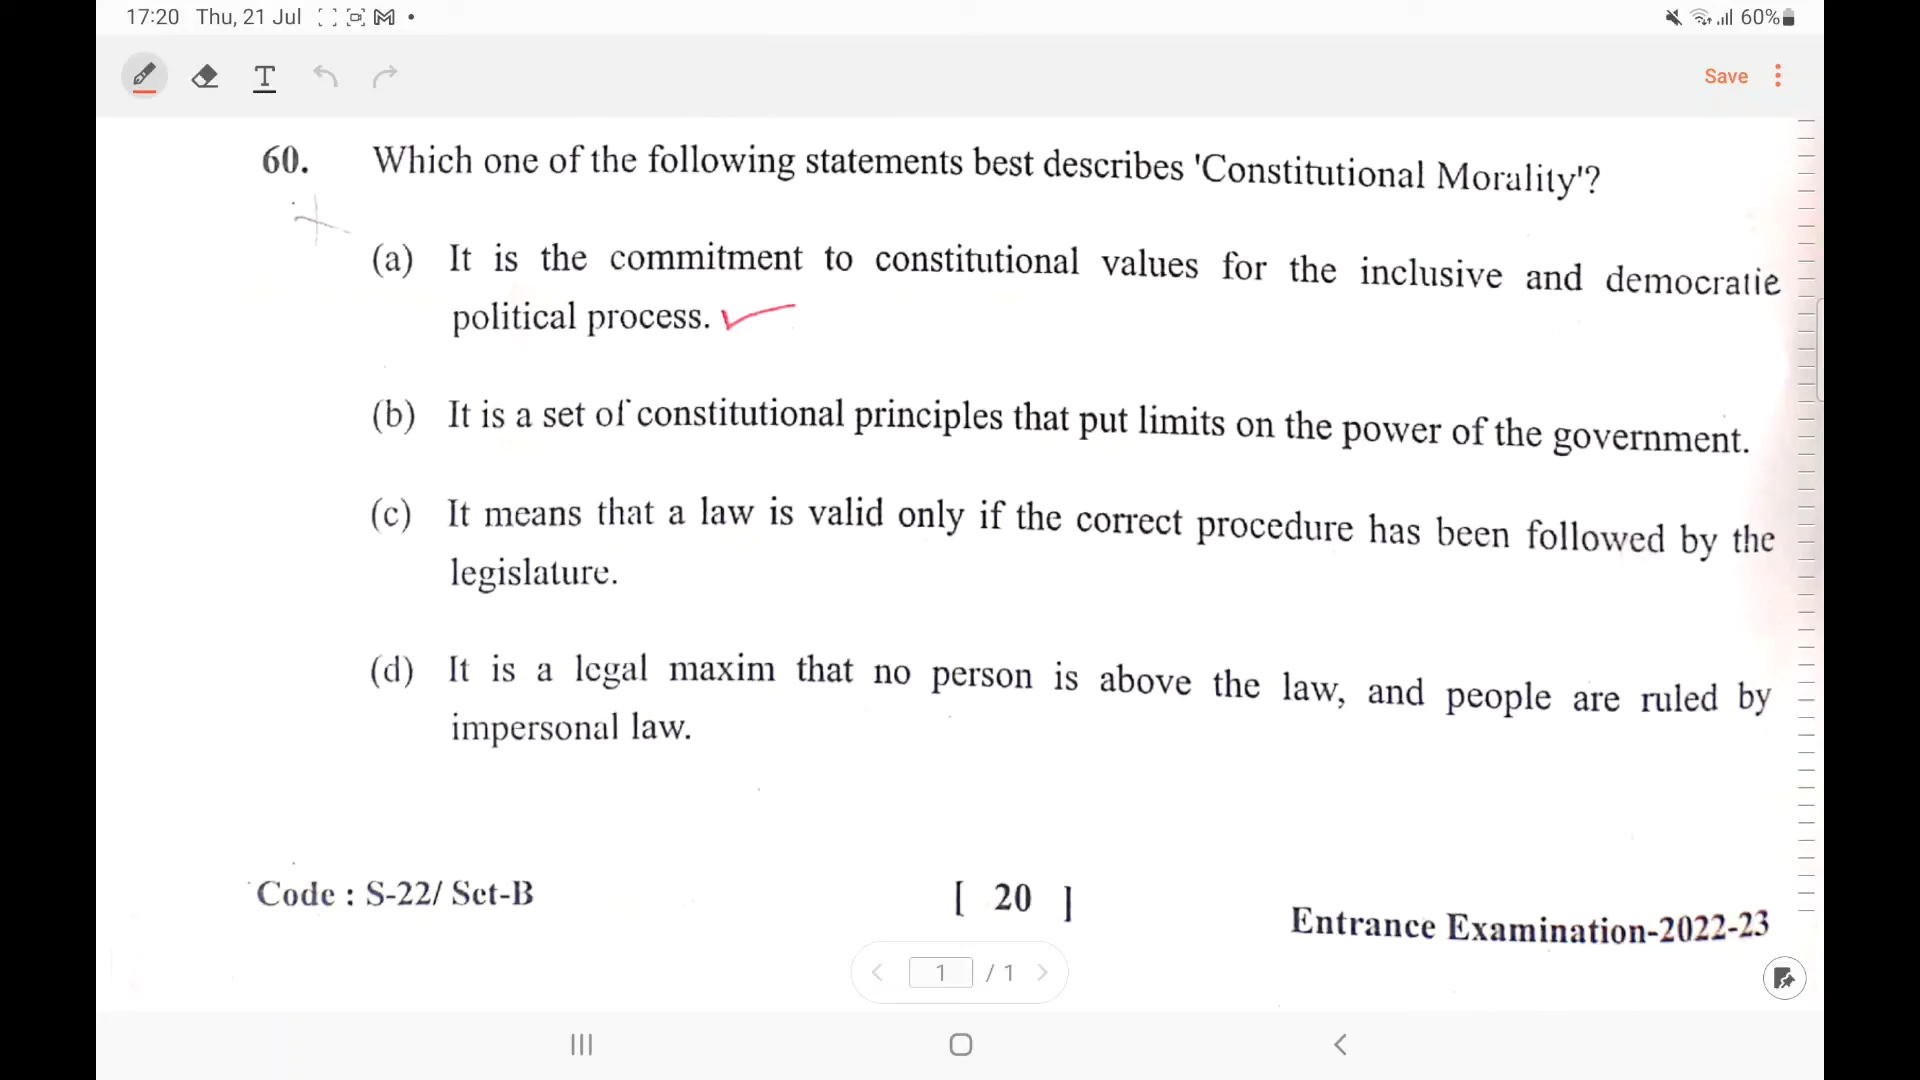 17:20 Thu, 21 Jul
60%
T
Save
60. Which one of the following statements best describes 'Constitutional Morality'?
(a) It is the commitment to constitutional values for the inclusive and democratic
political process.
(b) It is a set of constitutional principles that put limits on the power of the government.
(c) It means that a law is valid only if the correct procedure has been followed by the
legislature.
(d) It is a legal maxim that no person is above the law, and people are ruled by
impersonal law.
Code : S-22/ Set-B
[ 20 ]
Entrance Examination-2022-23
1 / 1